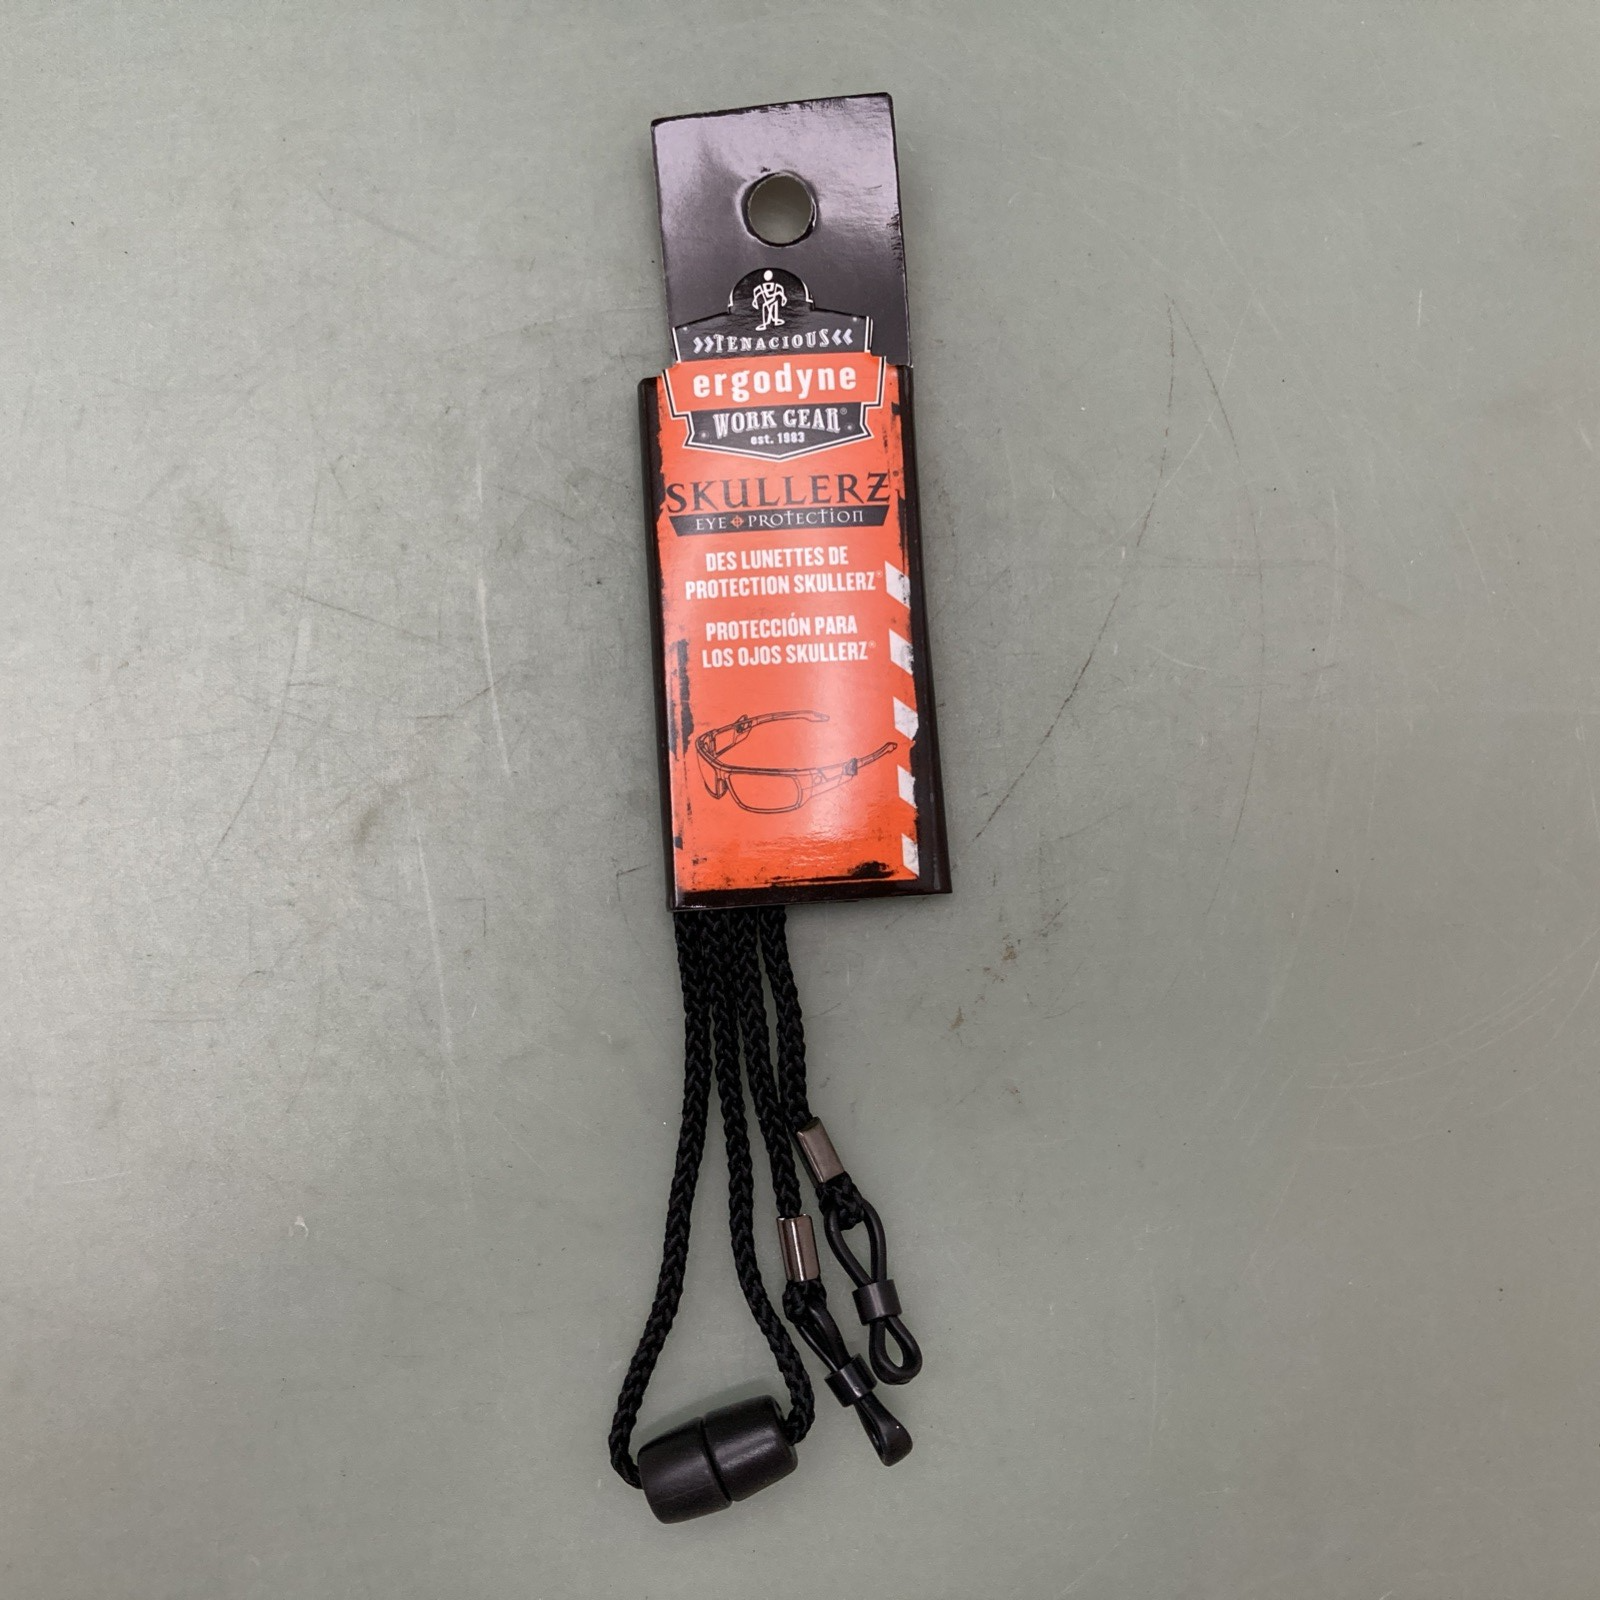 »TENACIOUS«
ergodyne
WORK GEAR®
est. 1983
SKULLERZ®
EYE PROTECTION
DES LUNETTES DE
PROTECTION SKULLERZ®
PROTECCIÓN PARA
LOS OJOS SKULLERZ®